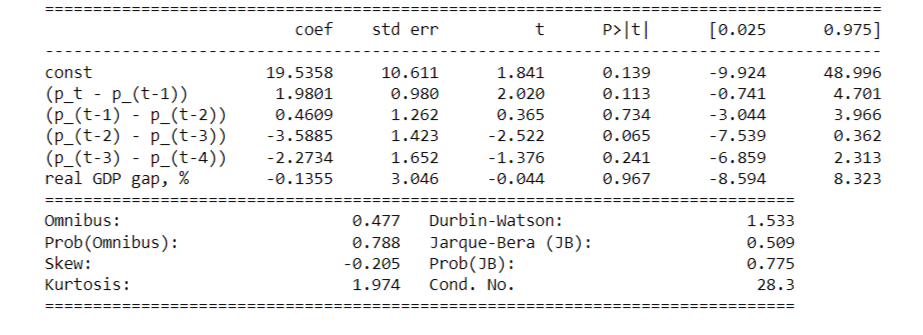 ==============================================================================
coef std err t P>|t| [0.025 0.975]
------------------------------------------------------------------------------
const 19.5358 10.611 1.841 0.139 -9.924 48.996
(p_t - p_(t-1)) 1.9801 0.980 2.020 0.113 -0.741 4.701
(p_(t-1) - p_(t-2)) 0.4609 1.262 0.365 0.734 -3.044 3.966
(p_(t-2) - p_(t-3)) -3.5885 1.423 -2.522 0.065 -7.539 0.362
(p_(t-3) - p_(t-4)) -2.2734 1.652 -1.376 0.241 -6.859 2.313
real GDP gap, % -0.1355 3.046 -0.044 0.967 -8.594 8.323
==============================================================================
Omnibus: 0.477 Durbin-Watson: 1.533
Prob(Omnibus): 0.788 Jarque-Bera (JB): 0.509
Skew: -0.205 Prob(JB): 0.775
Kurtosis: 1.974 Cond. No. 28.3
==============================================================================